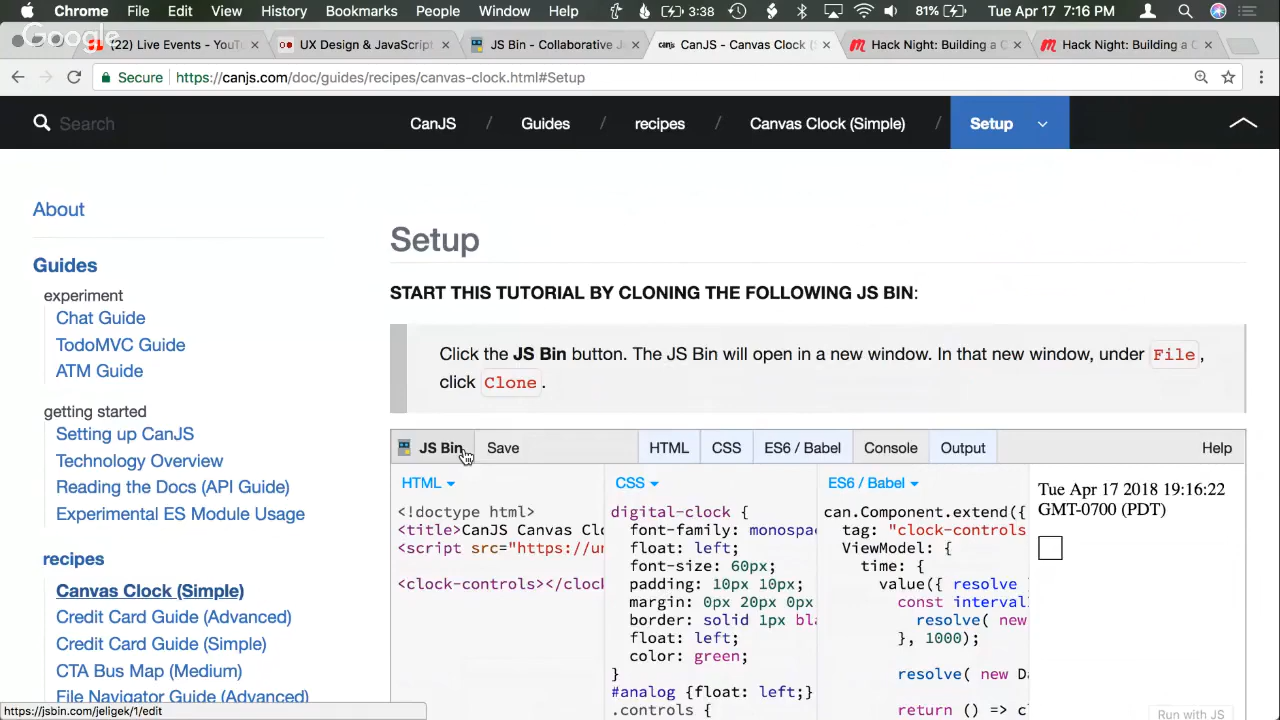 Chrome File Edit View History Bookmarks People Window Help 3:38 81% Tue Apr 17 7:16 PM
Google
(22) Live Events - YouTu
UX Design & JavaScript
JS Bin - Collaborative J
CanJS - Canvas Clock (S
Hack Night: Building a C
Hack Night: Building a C
Secure https://canjs.com/doc/guides/recipes/canvas-clock.html#Setup
Search
CanJS / Guides / recipes / Canvas Clock (Simple) / Setup
About
Guides
experiment
Chat Guide
TodoMVC Guide
ATM Guide
getting started
Setting up CanJS
Technology Overview
Reading the Docs (API Guide)
Experimental ES Module Usage
recipes
Canvas Clock (Simple)
Credit Card Guide (Advanced)
Credit Card Guide (Simple)
CTA Bus Map (Medium)
File Navigator Guide (Advanced)
https://jsbin.com/jeligek/1/edit
Setup
START THIS TUTORIAL BY CLONING THE FOLLOWING JS BIN:
Click the JS Bin button. The JS Bin will open in a new window. In that new window, under File,
click Clone.
JS Bin Save HTML CSS ES6 / Babel Console Output Help
HTML
<!doctype html>
<title>CanJS Canvas Clo
<script src="https://un
<clock-controls></clock
CSS
digital-clock {
font-family: monospac
float: left;
font-size: 60px;
padding: 10px 10px;
margin: 0px 20px 0px
border: solid 1px bla
float: left;
color: green;
}
#analog {float: left;}
.controls {
ES6 / Babel
can.Component.extend({
tag: "clock-controls
ViewModel: {
time: {
value({ resolve
const interval
resolve( new
}, 1000);
resolve( new Da
return () => cl
Tue Apr 17 2018 19:16:22
GMT-0700 (PDT)
Run with JS